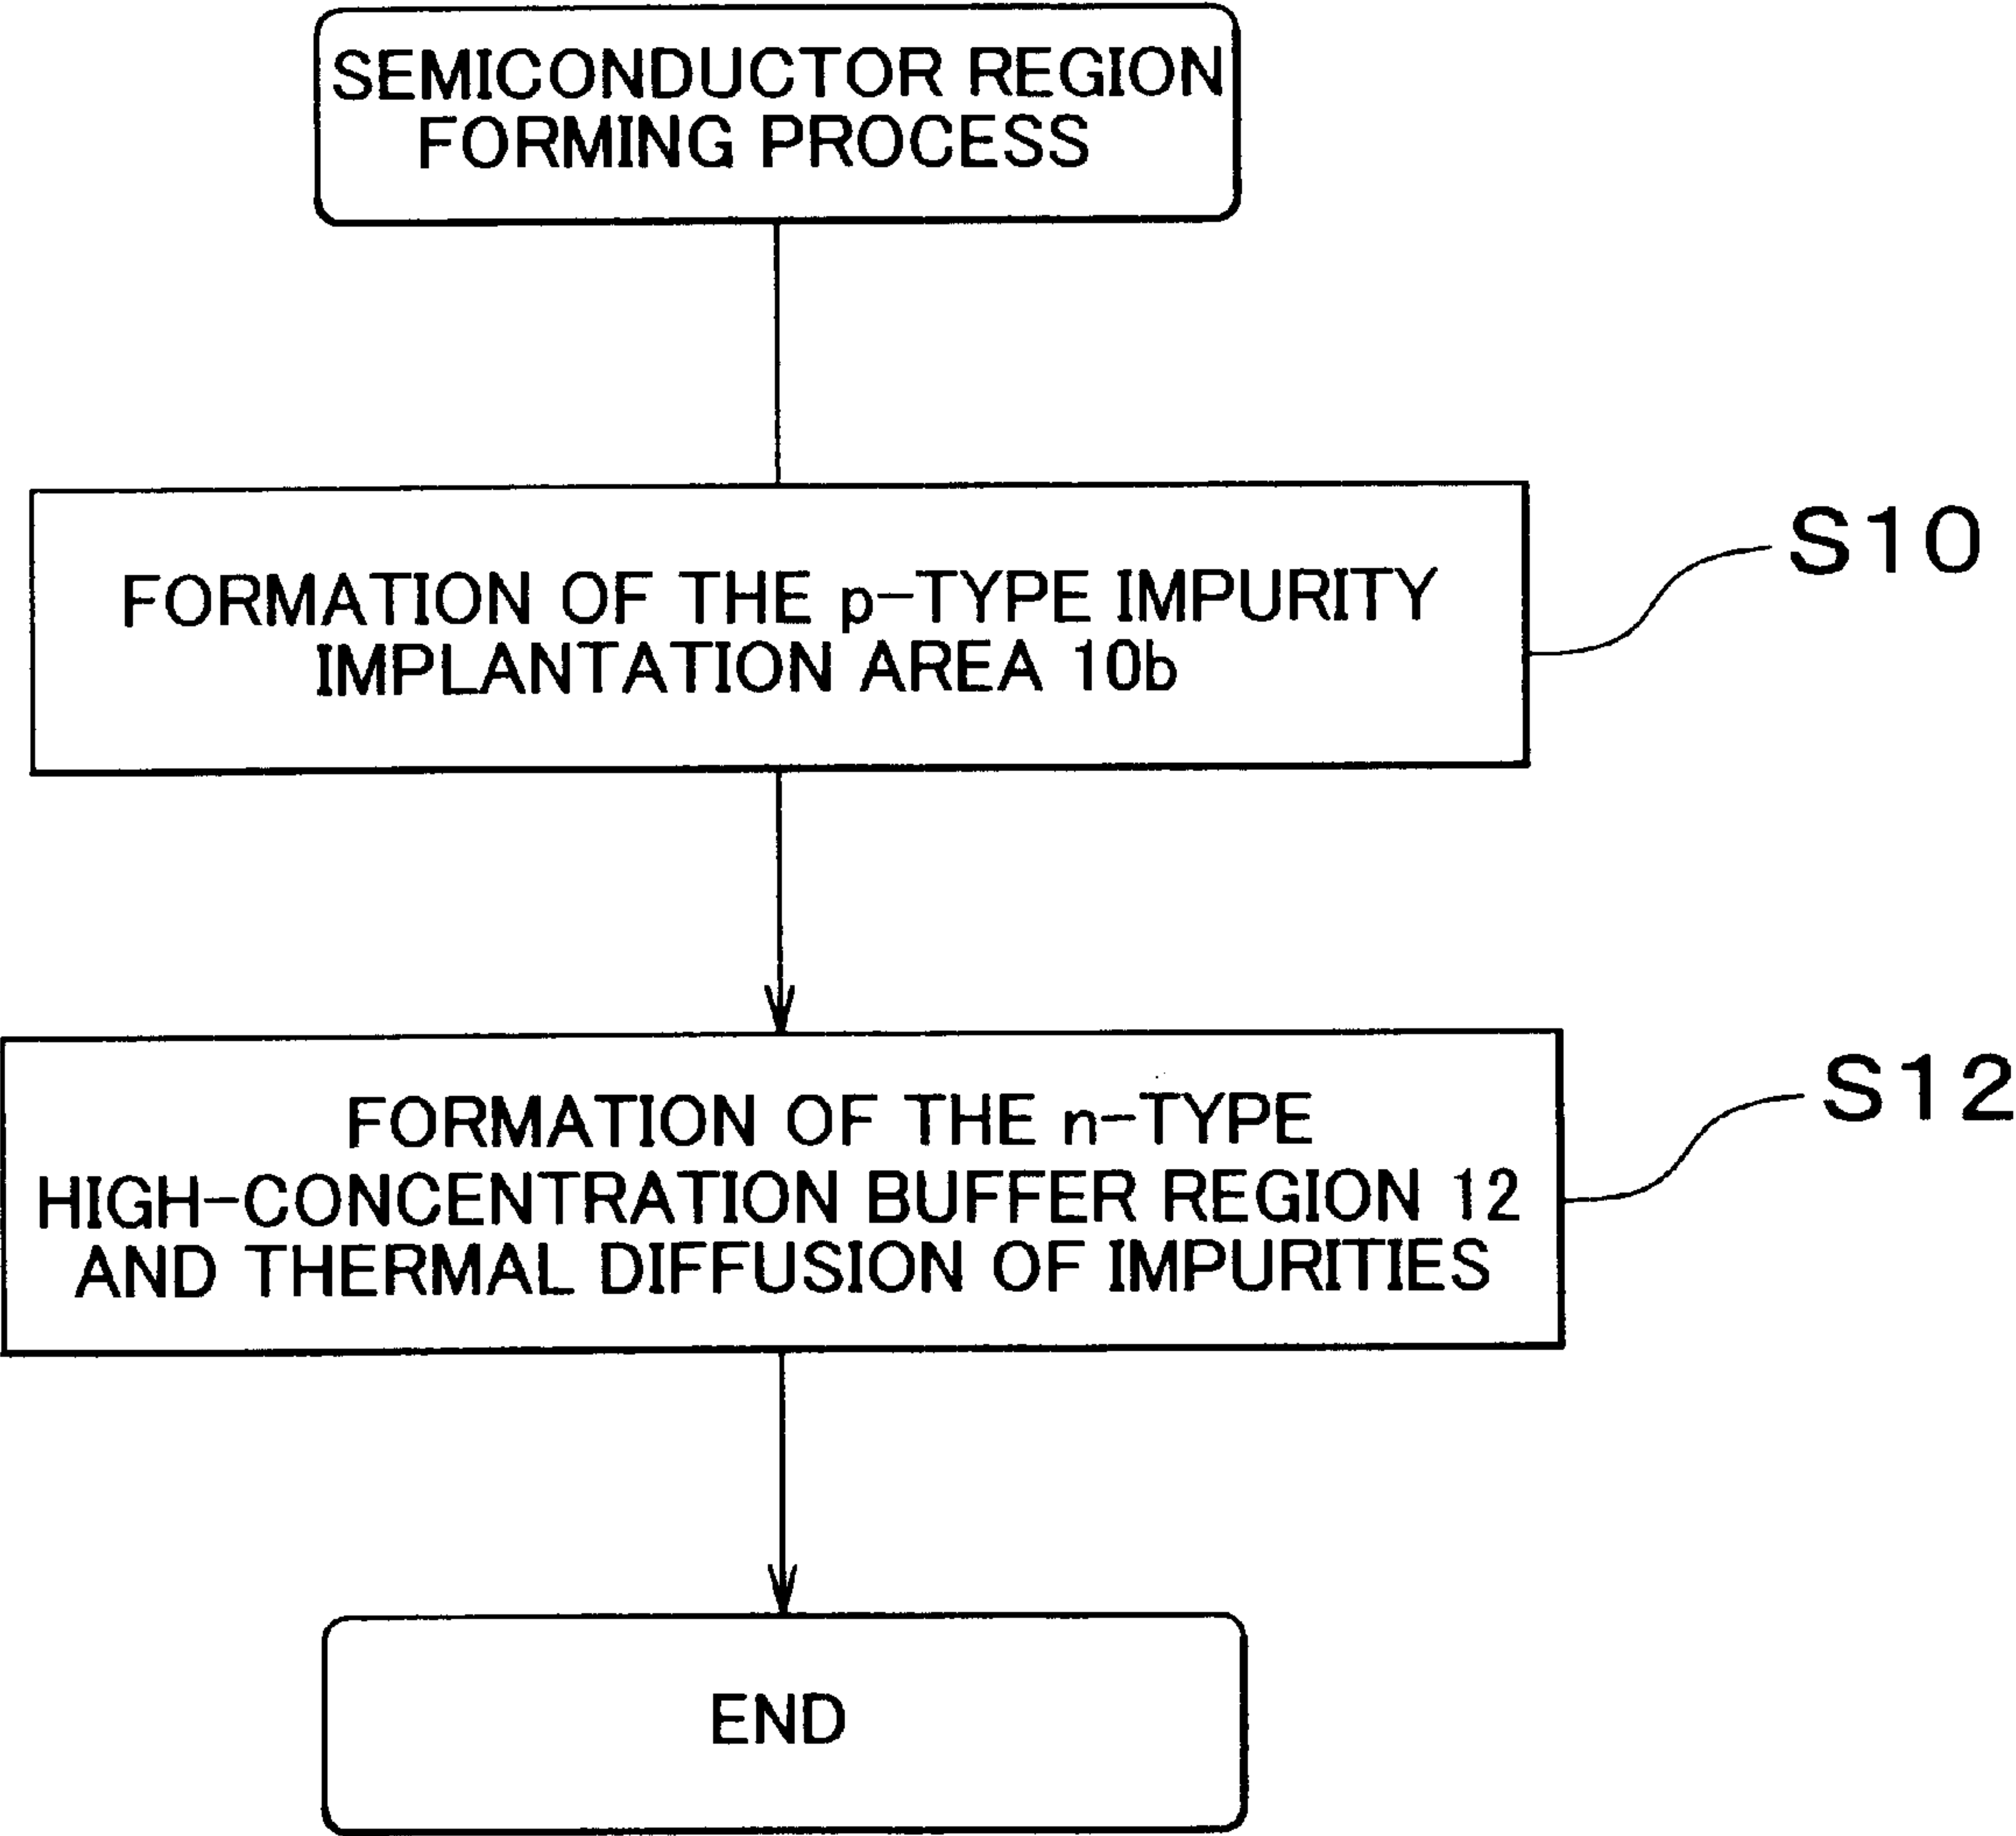 SEMICONDUCTOR REGION
FORMING PROCESS
FORMATION OF THE p-TYPE IMPURITY
IMPLANTATION AREA 10b
S10
FORMATION OF THE n-TYPE
HIGH-CONCENTRATION BUFFER REGION 12
AND THERMAL DIFFUSION OF IMPURITIES
S12
END